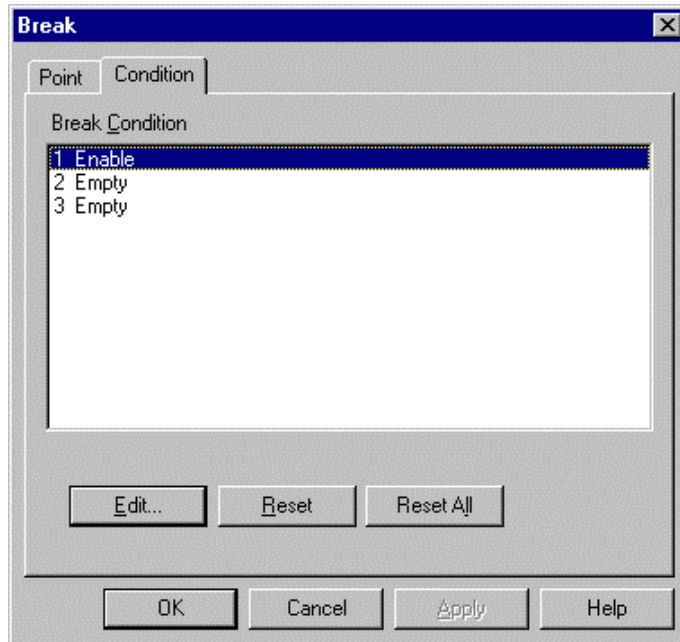 Break
Point Condition
Break Condition
1 Enable
2 Empty
3 Empty
Edit... Reset Reset All
OK Cancel Apply Help